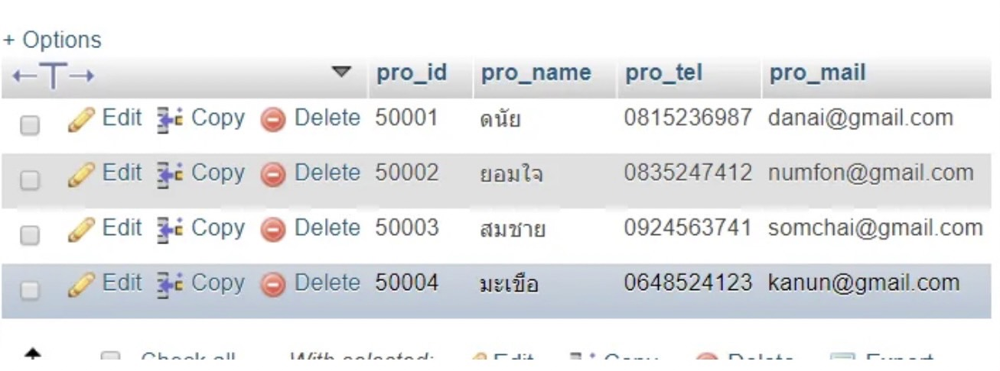 + Options
←T→ pro_id pro_name pro_tel pro_mail
Edit Copy Delete 50001 ดนัย 0815236987 danai@gmail.com
Edit Copy Delete 50002 ยอมใจ 0835247412 numfon@gmail.com
Edit Copy Delete 50003 สมชาย 0924563741 somchai@gmail.com
Edit Copy Delete 50004 มะเขือ 0648524123 kanun@gmail.com
Check all With selected: Edit Copy Delete Export